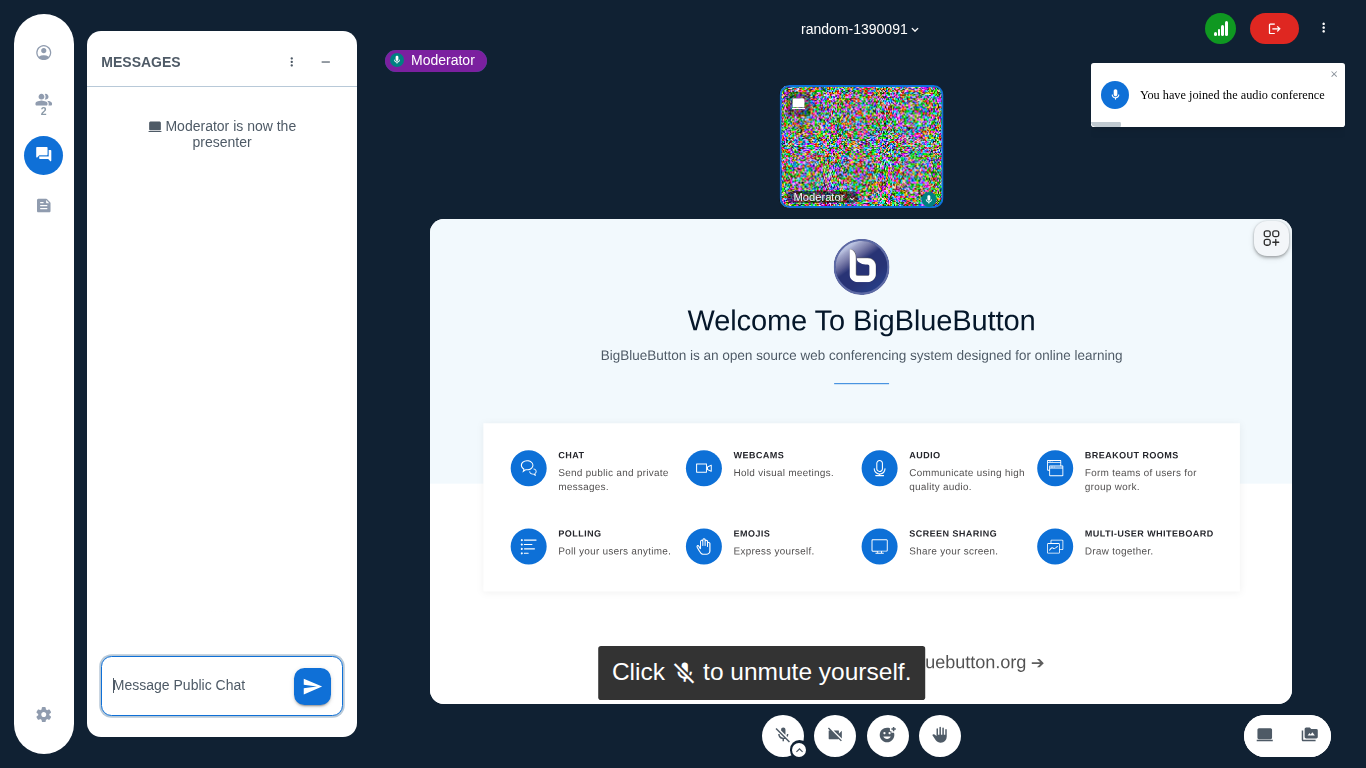 random-1390091
MESSAGES
Moderator
You have joined the audio conference
2
Moderator is now the
presenter
Moderator
Welcome To BigBlueButton
BigBlueButton is an open source web conferencing system designed for online learning
CHAT
Send public and private
messages.
WEBCAMS
Hold visual meetings.
AUDIO
Communicate using high
quality audio.
BREAKOUT ROOMS
Form teams of users for
group work.
POLLING
Poll your users anytime.
EMOJIS
Express yourself.
SCREEN SHARING
Share your screen.
MULTI-USER WHITEBOARD
Draw together.
uebutton.org ➔
Click to unmute yourself.
Message Public Chat